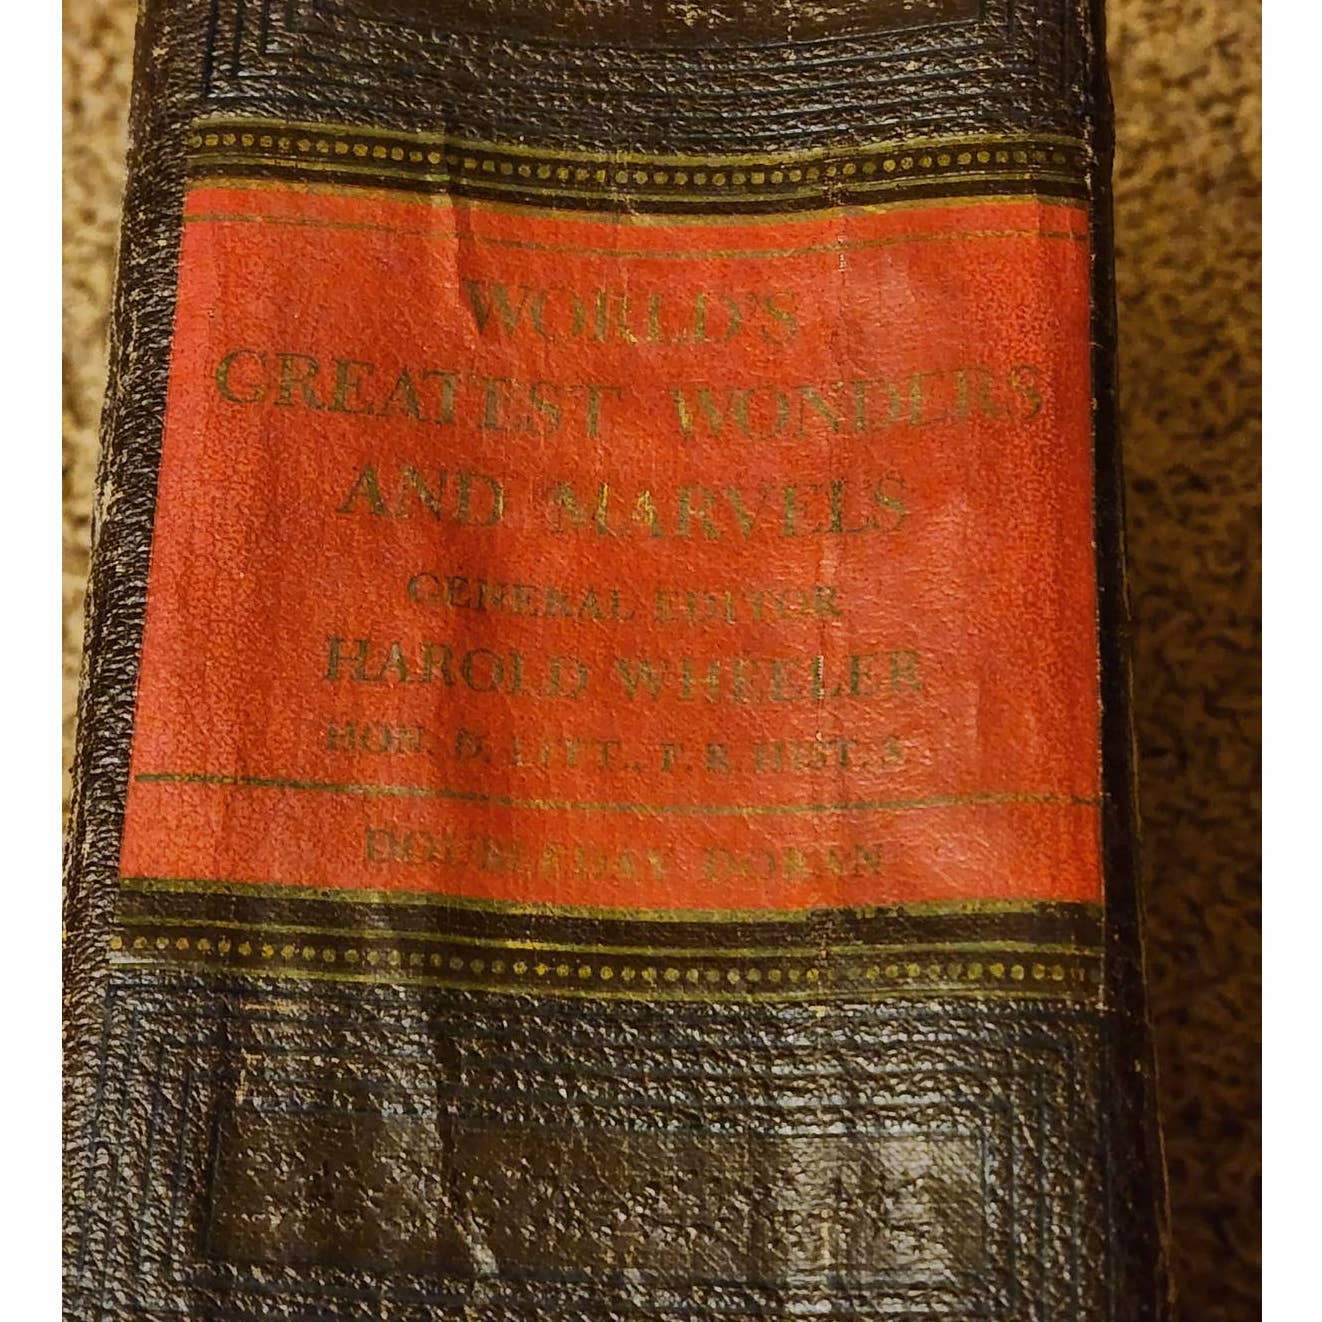 WORLD'S
GREATEST WONDERS
AND MARVELS
GENERAL EDITOR
HAROLD WHEELER
HON. D. LITT., F. R. HIST. S.
DOUBLEDAY DORAN